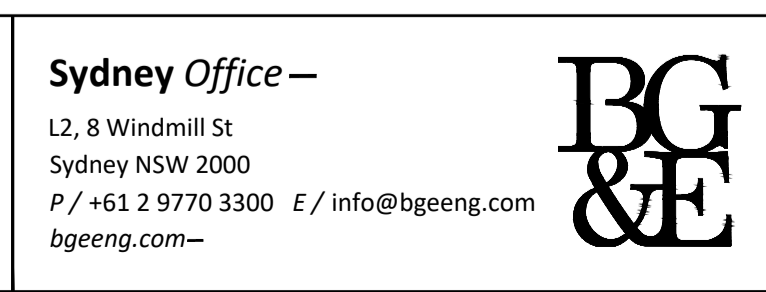 Sydney Office—
L2, 8 Windmill St
Sydney NSW 2000
P / +61 2 9770 3300 E / info@bgeeng.com
bgeeng.com—
BG
&E